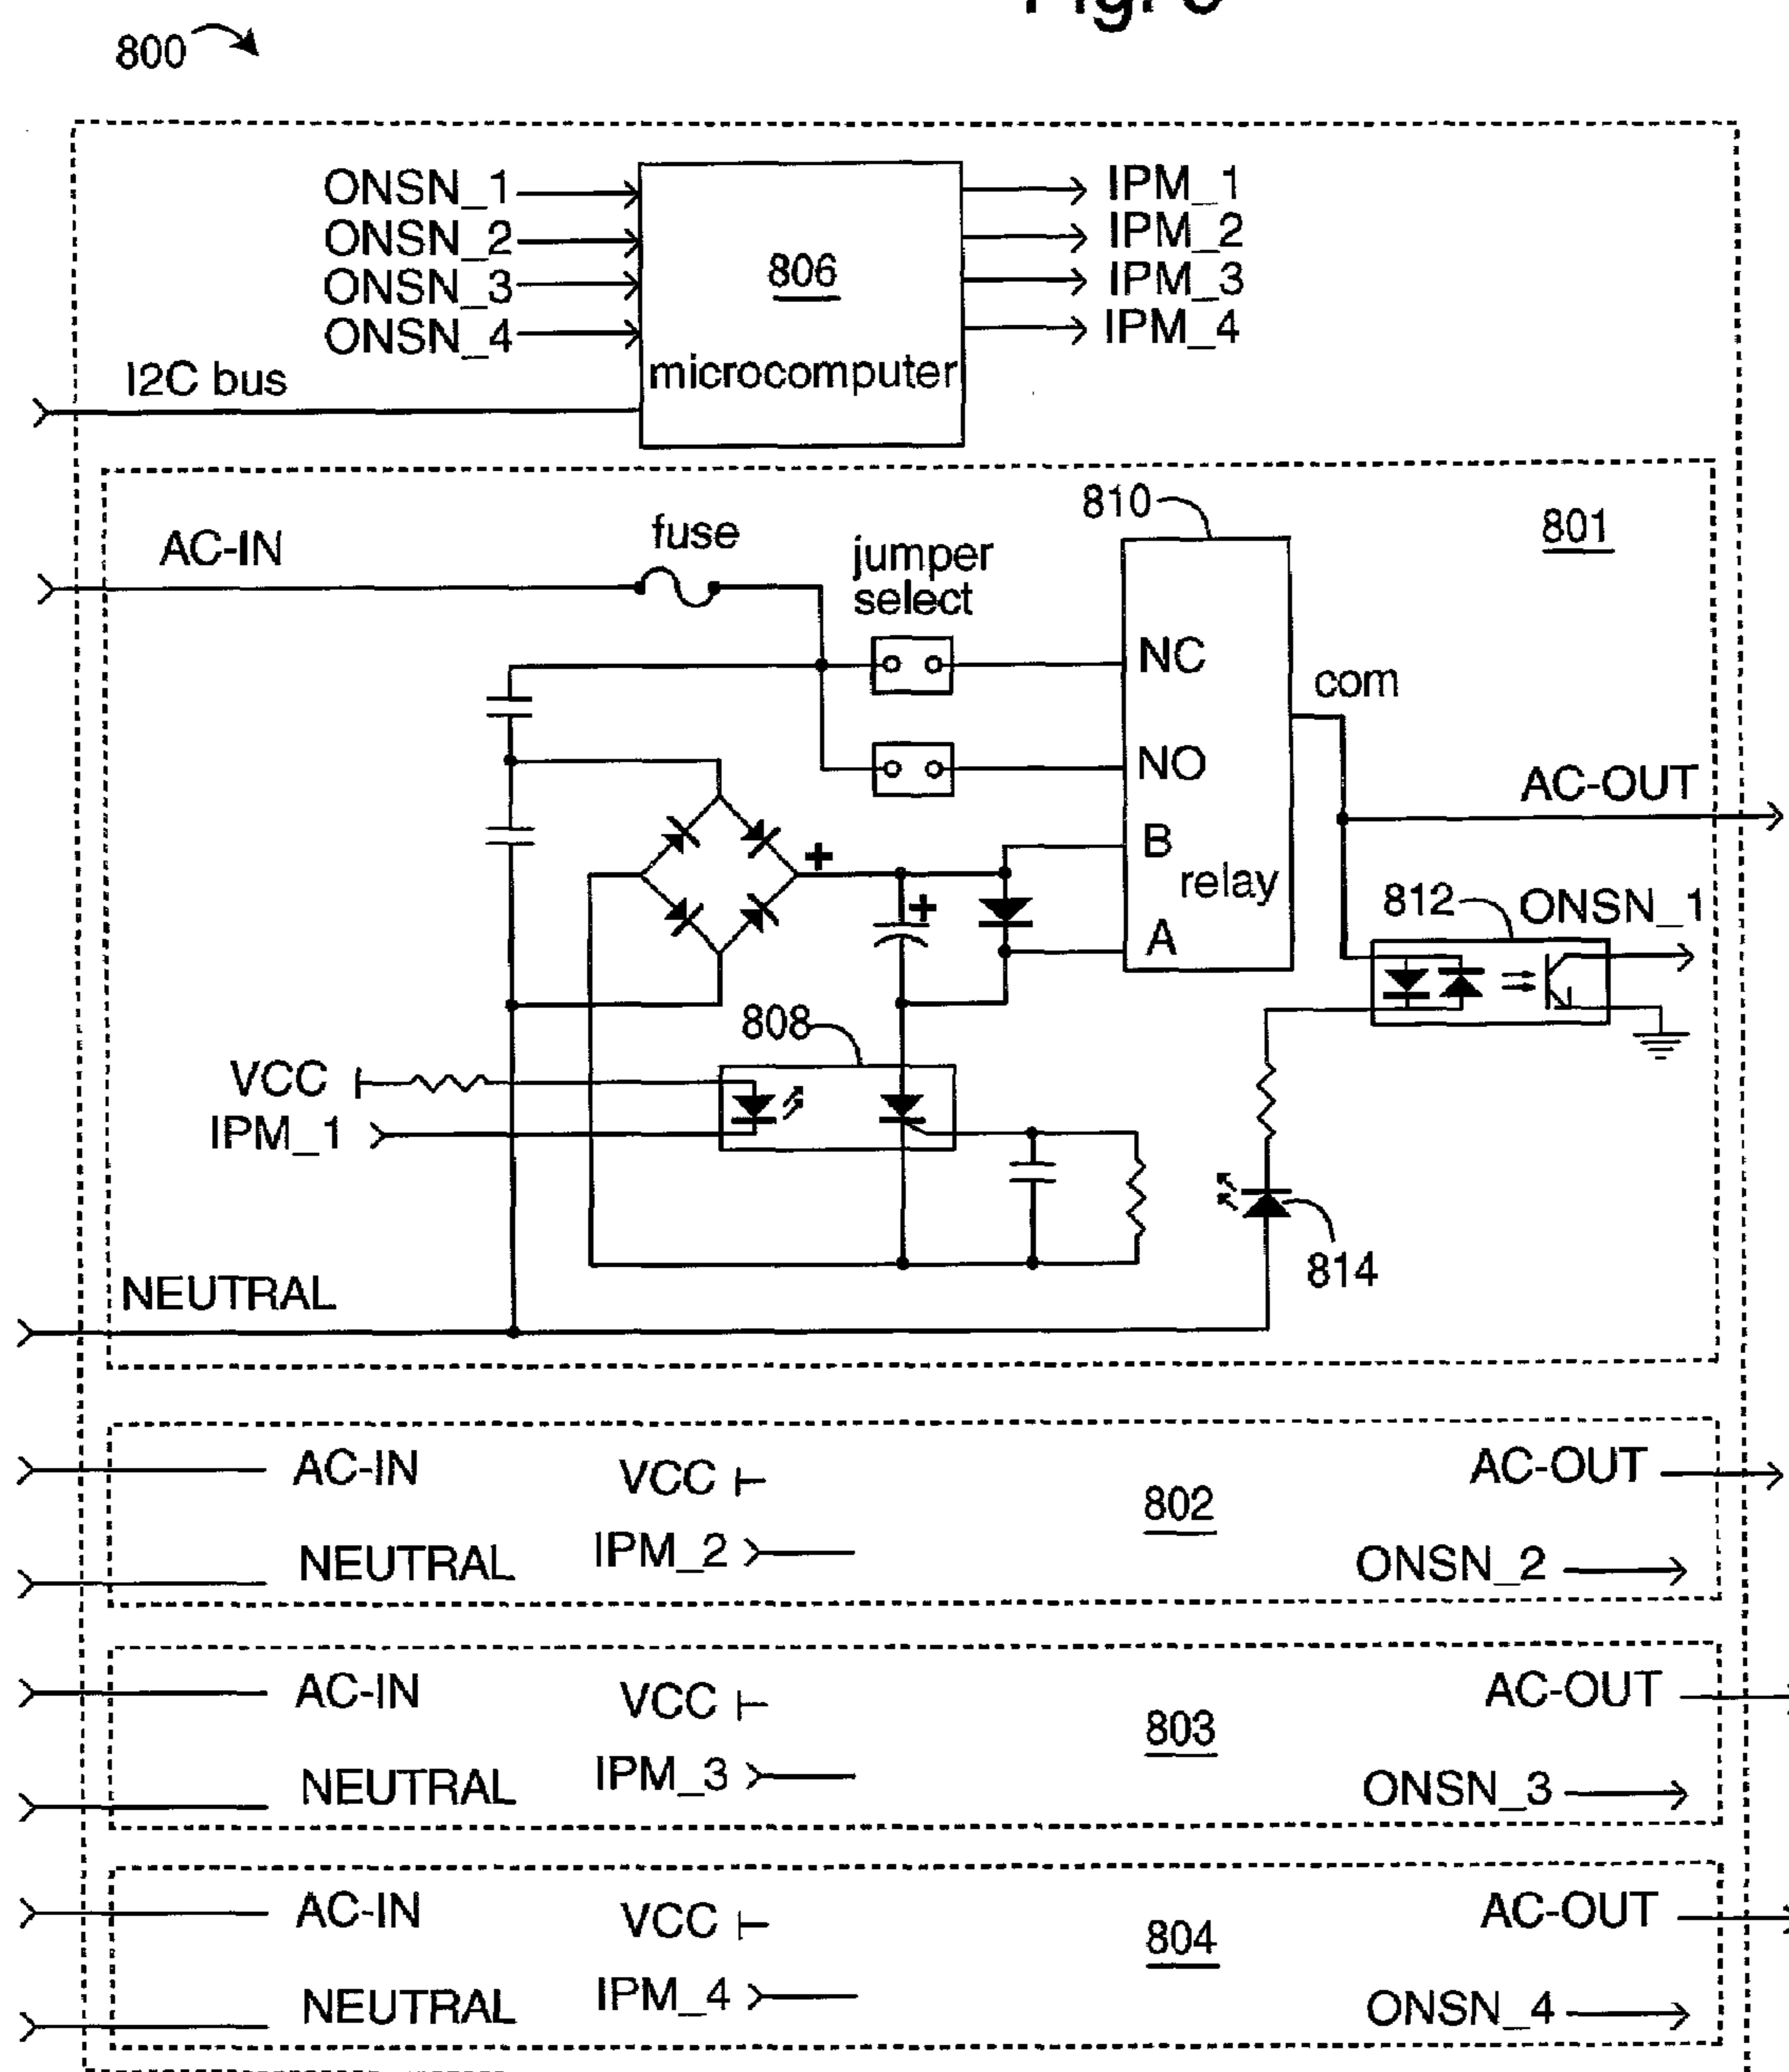 800
ONSN_1
ONSN_2
ONSN_3
ONSN_4
806
microcomputer
IPM_1
IPM_2
IPM_3
IPM_4
I2C bus
801
810
AC-IN
fuse
jumper
select
NC
NO
B
relay
A
com
AC-OUT
+
+
812
ONSN_1
808
VCC
IPM_1
814
NEUTRAL
AC-IN
VCC
802
AC-OUT
NEUTRAL
IPM_2
ONSN_2
AC-IN
VCC
803
AC-OUT
NEUTRAL
IPM_3
ONSN_3
AC-IN
VCC
804
AC-OUT
NEUTRAL
IPM_4
ONSN_4